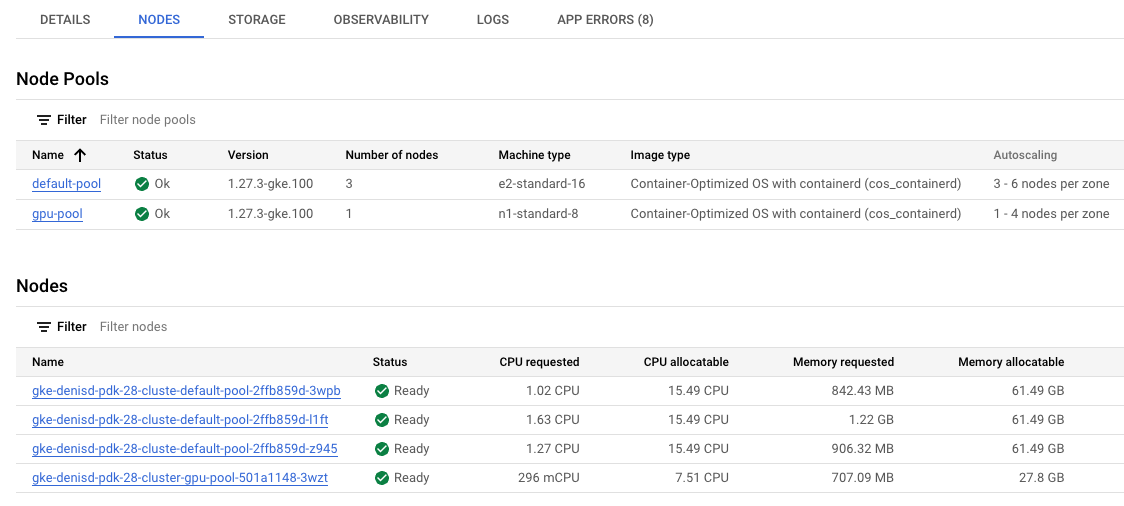 DETAILS NODES STORAGE OBSERVABILITY LOGS APP ERRORS (8)
Node Pools
Filter Filter node pools
Name Status Version Number of nodes Machine type Image type Autoscaling
default-pool Ok 1.27.3-gke.100 3 e2-standard-16 Container-Optimized OS with containerd (cos_containerd) 3 - 6 nodes per zone
gpu-pool Ok 1.27.3-gke.100 1 n1-standard-8 Container-Optimized OS with containerd (cos_containerd) 1 - 4 nodes per zone
Nodes
Filter Filter nodes
Name Status CPU requested CPU allocatable Memory requested Memory allocatable
gke-denisd-pdk-28-cluste-default-pool-2ffb859d-3wpb Ready 1.02 CPU 15.49 CPU 842.43 MB 61.49 GB
gke-denisd-pdk-28-cluste-default-pool-2ffb859d-l1ft Ready 1.63 CPU 15.49 CPU 1.22 GB 61.49 GB
gke-denisd-pdk-28-cluste-default-pool-2ffb859d-z945 Ready 1.27 CPU 15.49 CPU 906.32 MB 61.49 GB
gke-denisd-pdk-28-cluster-gpu-pool-501a1148-3wzt Ready 296 mCPU 7.51 CPU 707.09 MB 27.8 GB